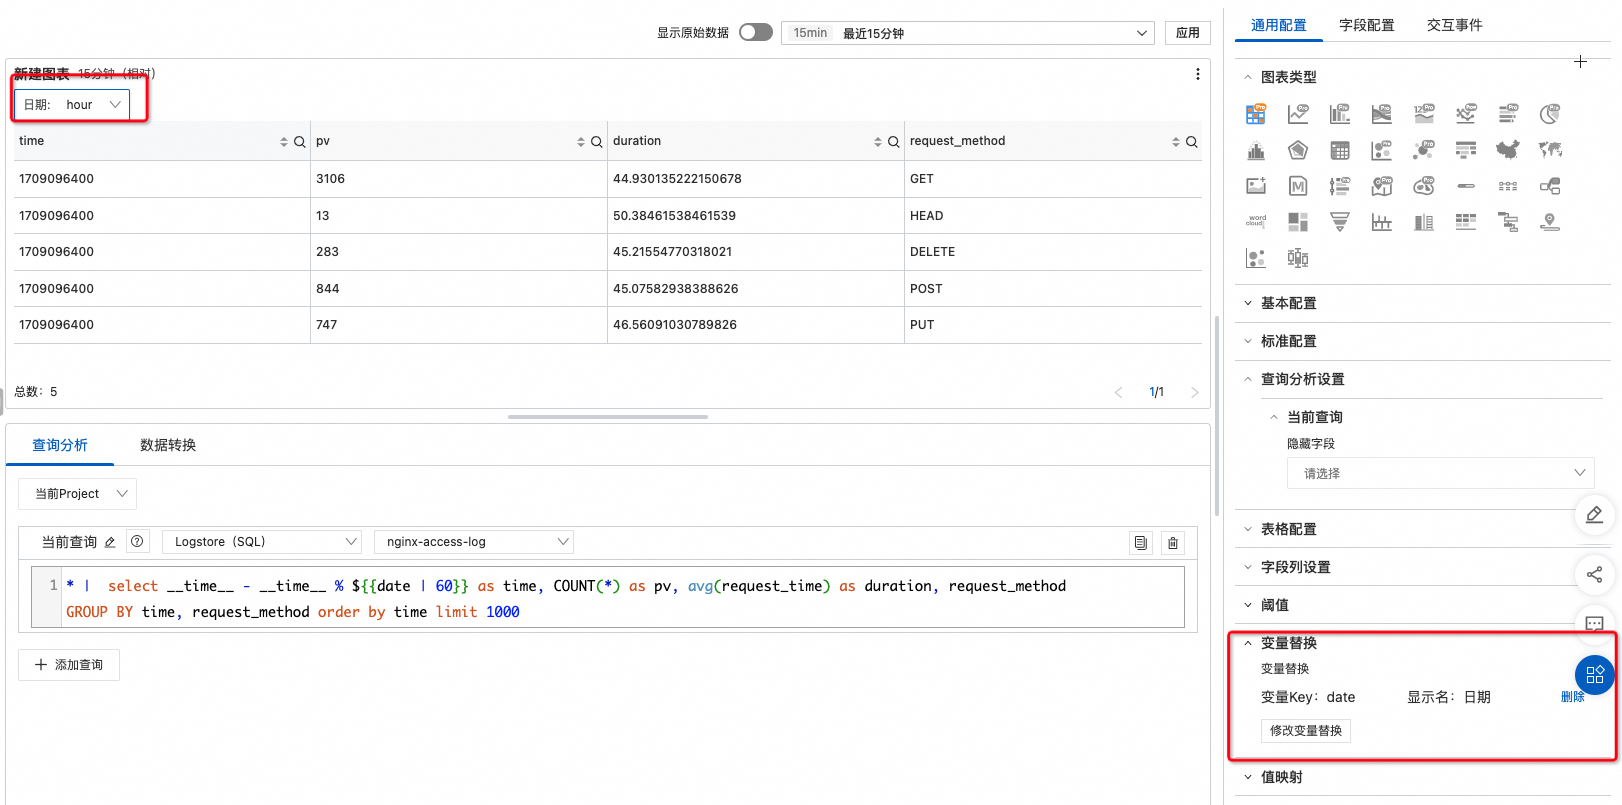 显示原始数据 15min 最近15分钟 应用
新建图表 15分钟（相对）
日期: hour
time pv duration request_method
1709096400 3106 44.930135222150678 GET
1709096400 13 50.38461538461539 HEAD
1709096400 283 45.21554770318021 DELETE
1709096400 844 45.07582938388626 POST
1709096400 747 46.56091030789826 PUT
总数: 5
1/1
查询分析 数据转换
当前Project
当前查询 Logstore（SQL） nginx-access-log
1 * | select __time__ - __time__ % ${{date | 60}} as time, COUNT(*) as pv, avg(request_time) as duration, request_method
GROUP BY time, request_method order by time limit 1000
添加查询
通用配置 字段配置 交互事件
图表类型
基本配置
标准配置
查询分析设置
当前查询
隐藏字段
请选择
表格配置
字段列设置
阈值
变量替换
变量替换
变量Key: date 显示名: 日期 删除
修改变量替换
值映射